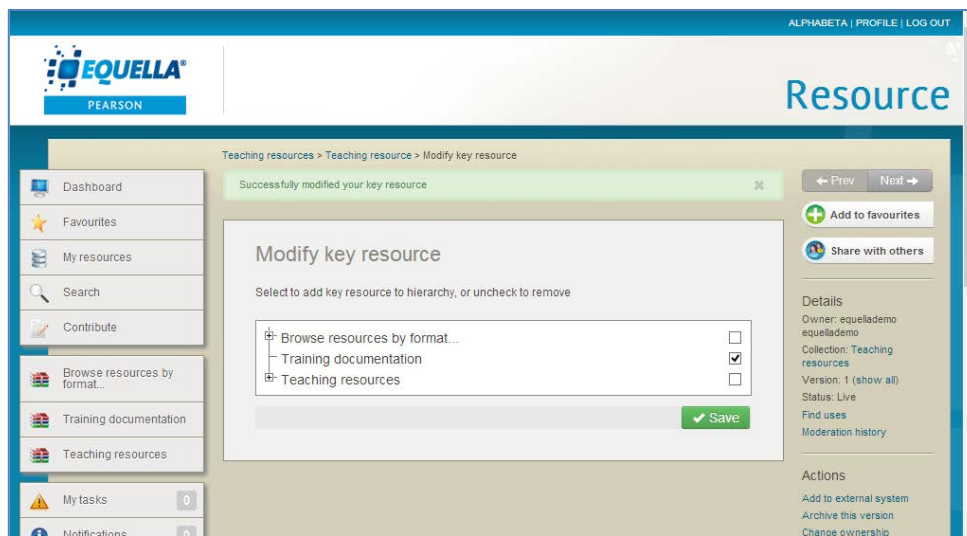 ALPHABETA | PROFILE | LOG OUT
EQUELLA®
PEARSON
Resource
Teaching resources > Teaching resource > Modify key resource
Dashboard
Favourites
My resources
Search
Contribute
Browse resources by
format...
Training documentation
Teaching resources
My tasks
0
Notifications
0
Successfully modified your key resource
Modify key resource
Select to add key resource to hierarchy, or uncheck to remove
Browse resources by format...
Training documentation
Teaching resources
Save
Prev
Next
Add to favourites
Share with others
Details
Owner: equellademo
equellademo
Collection: Teaching
resources
Version: 1 (show all)
Status: Live
Find uses
Moderation history
Actions
Add to external system
Archive this version
Change ownership